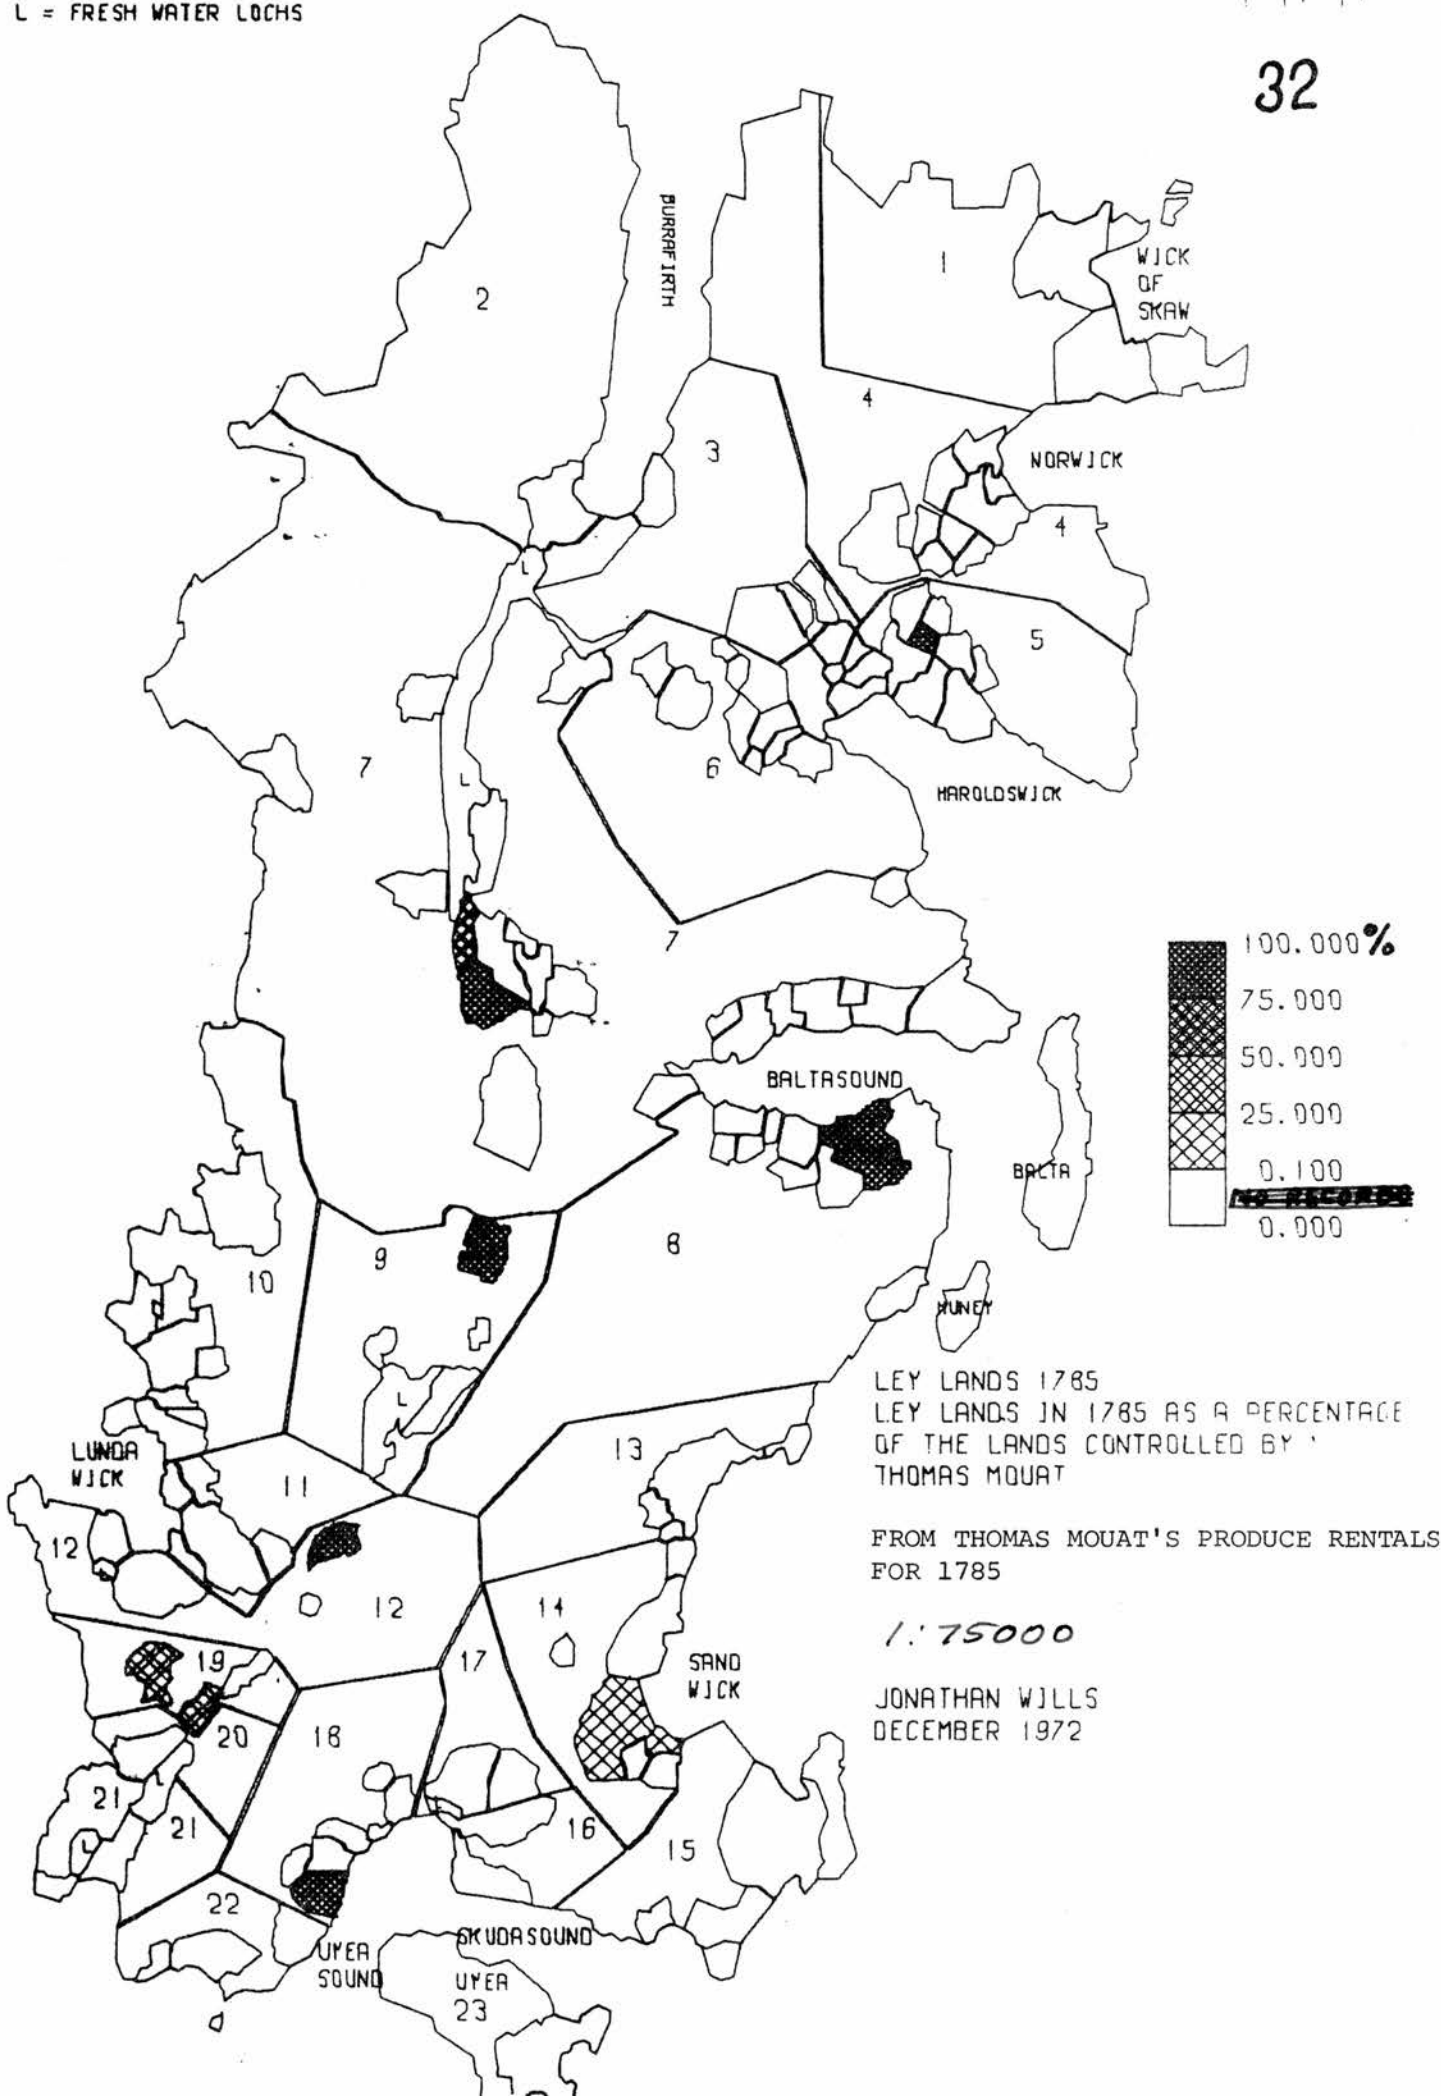 L = FRESH WATER LOCHS
32
BURRAFIRTH
1
WICK
OF
SKAW
2
4
3
NORWICK
4
L
5
7
L
6
HAROLDSWICK
7
100.000%
75.000
50.000
25.000
0.100
0.000
BALTASOUND
BALTA
8
9
10
HUNEY
L
LEY LANDS 1785
LEY LANDS IN 1785 AS A PERCENTAGE
OF THE LANDS CONTROLLED BY
THOMAS MOUAT
13
LUNDA
WICK
11
FROM THOMAS MOUAT'S PRODUCE RENTALS
FOR 1785
12
12
14
1:75000
19
17
SAND
WICK
JONATHAN WILLS
DECEMBER 1972
20
18
21
L
L
21
L
16
15
22
SKUDASOUND
UYEA
SOUND
UYEA
23